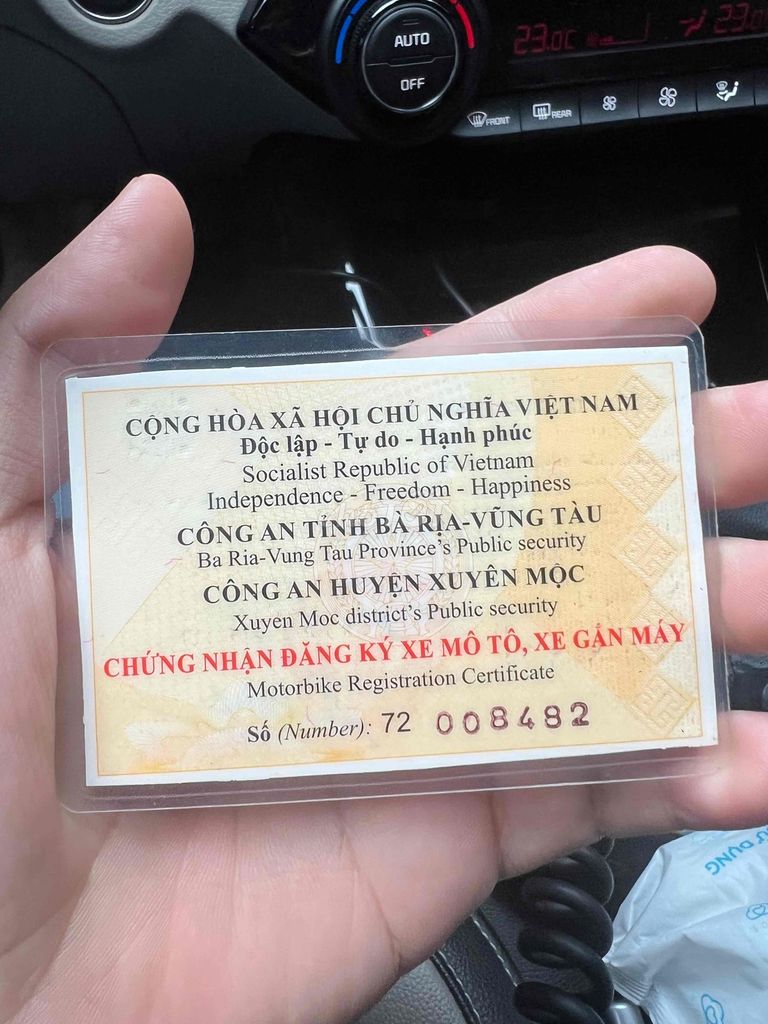 AUTO
OFF
23.0C
23.0
FRONT
REAR
CỘNG HÒA XÃ HỘI CHỦ NGHĨA VIỆT NAM
Độc lập - Tự do - Hạnh phúc
Socialist Republic of Vietnam
Independence - Freedom - Happiness
CÔNG AN TỈNH BÀ RỊA-VŨNG TÀU
Ba Ria-Vung Tau Province's Public security
CÔNG AN HUYỆN XUYÊN MỘC
Xuyen Moc district's Public security
CHỨNG NHẬN ĐĂNG KÝ XE MÔ TÔ, XE GẮN MÁY
Motorbike Registration Certificate
Số (Number): 72 008482
DỤNG